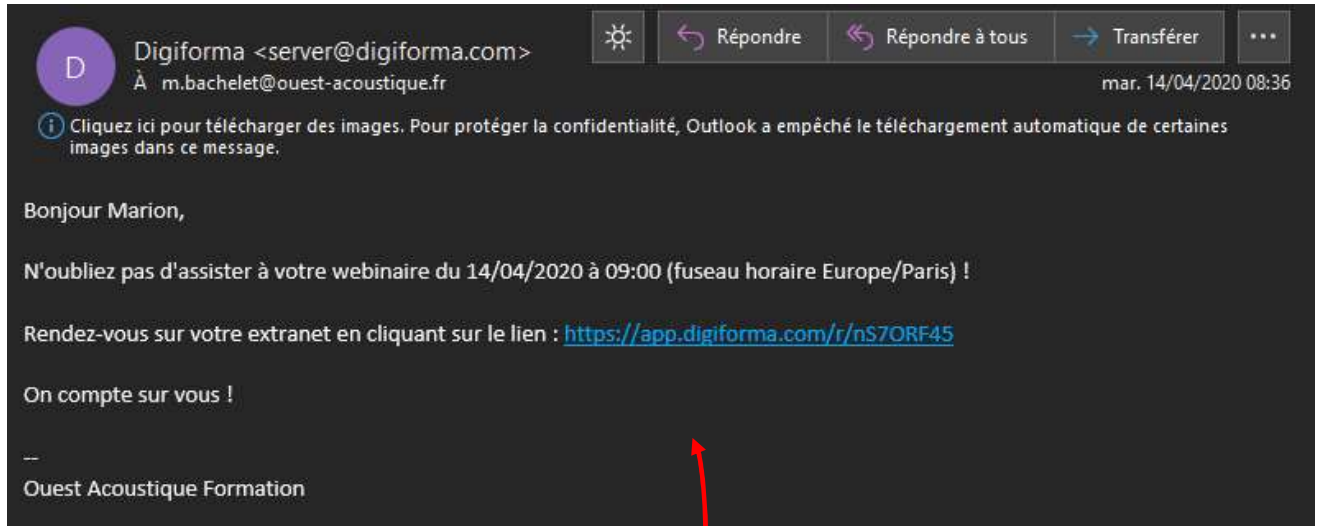 Digiforma <server@digiforma.com>
Répondre
Répondre à tous
Transférer
...
D
À m.bachelet@ouest-acoustique.fr
mar. 14/04/2020 08:36
Cliquez ici pour télécharger des images. Pour protéger la confidentialité, Outlook a empêché le téléchargement automatique de certaines
images dans ce message.
Bonjour Marion,
N'oubliez pas d'assister à votre webinaire du 14/04/2020 à 09:00 (fuseau horaire Europe/Paris) !
Rendez-vous sur votre extranet en cliquant sur le lien : https://app.digiforma.com/r/nS7ORF45
On compte sur vous !
--
Ouest Acoustique Formation